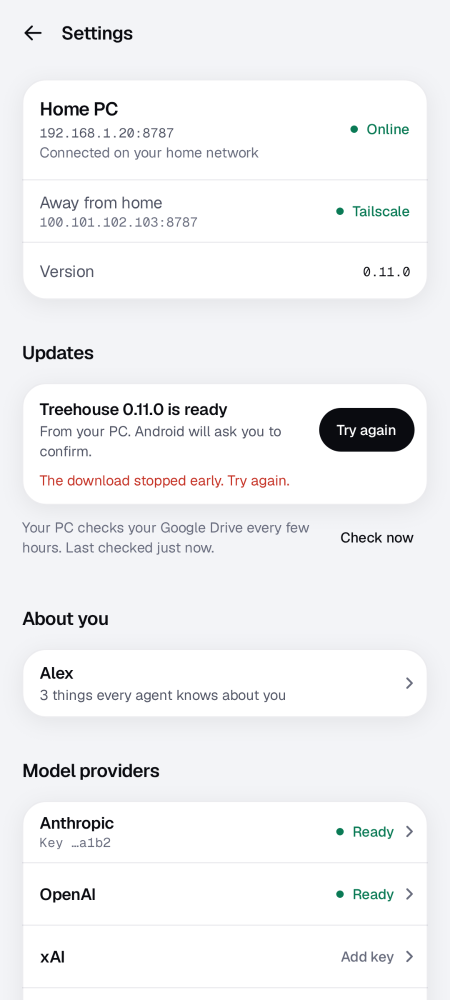 Settings
Home PC
192.168.1.20:8787
Connected on your home network
Online
Away from home
100.101.102.103:8787
Tailscale
Version
0.11.0
Updates
Treehouse 0.11.0 is ready
From your PC. Android will ask you to
confirm.
The download stopped early. Try again.
Try again
Your PC checks your Google Drive every few
hours. Last checked just now.
Check now
About you
Alex
3 things every agent knows about you
Model providers
Anthropic
Key …a1b2
Ready
OpenAI
Ready
xAI
Add key